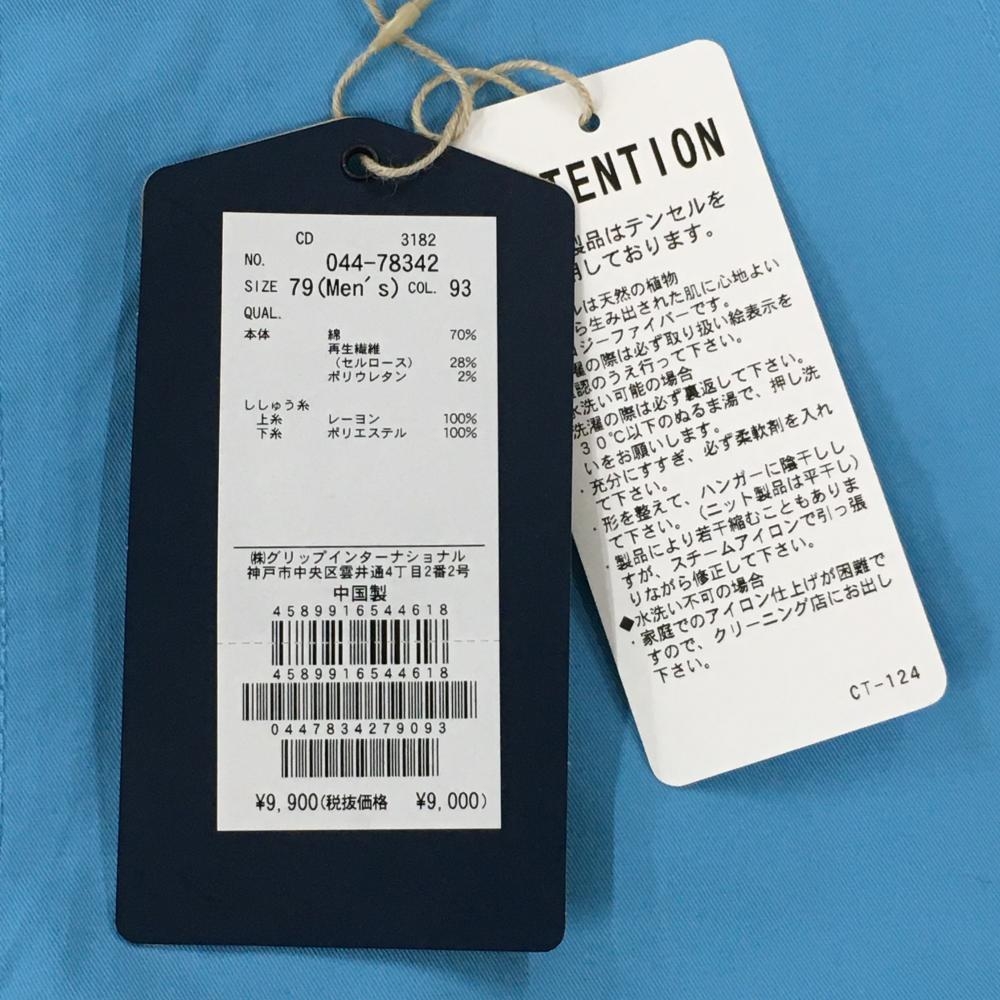 CD 3182
NO. 044-78342
SIZE 79(Men's) COL. 93
QUAL.
本体 綿 70%
再生繊維
(セルロース) 28%
ポリウレタン 2%
ししゅう糸
上糸 レーヨン 100%
下糸 ポリエステル 100%
㈱グリップインターナショナル
神戸市中央区雲井通4丁目2番2号
中国製
4589916544618
4589916544618
0447834279093
¥9,900(税抜価格 ¥9,000)
TENTION
製品はテンセルを
用しております。
ルは天然の植物
ら生み出された肌に心地よい
ジーファイバーです。
濯の際は必ず取り扱い絵表示を
認のうえ行って下さい。
水洗い可能の場合
洗濯の際は必ず裏返して下さい。
30℃以下のぬるま湯で、押し洗
いをお願いします。
・充分にすすぎ、必ず柔軟剤を入れ
て下さい。
・形を整えて、ハンガーに陰干しし
て下さい。(ニット製品は平干し)
・製品により若干縮むこともありま
すが、スチームアイロンで引っ張
りながら修正して下さい。
◆水洗い不可の場合
・家庭でのアイロン仕上げが困難で
すので、クリーニング店にお出し
下さい。
CT-124